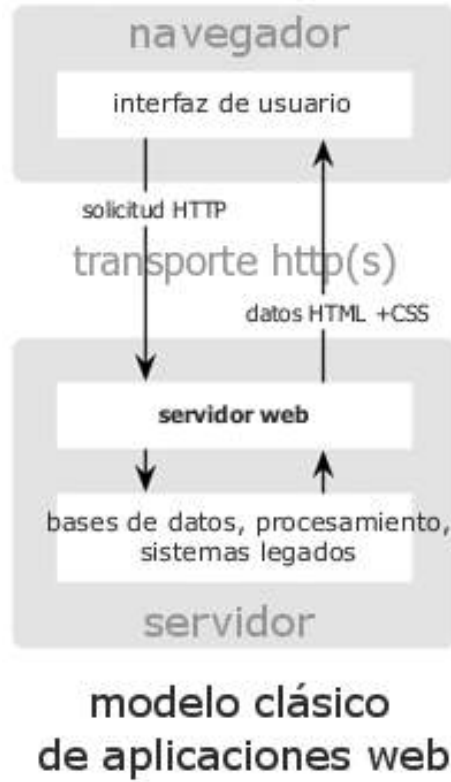 navegador
interfaz de usuario
solicitud HTTP
transporte http(s)
datos HTML +CSS
servidor web
bases de datos, procesamiento,
sistemas legados
servidor
modelo clásico
de aplicaciones web